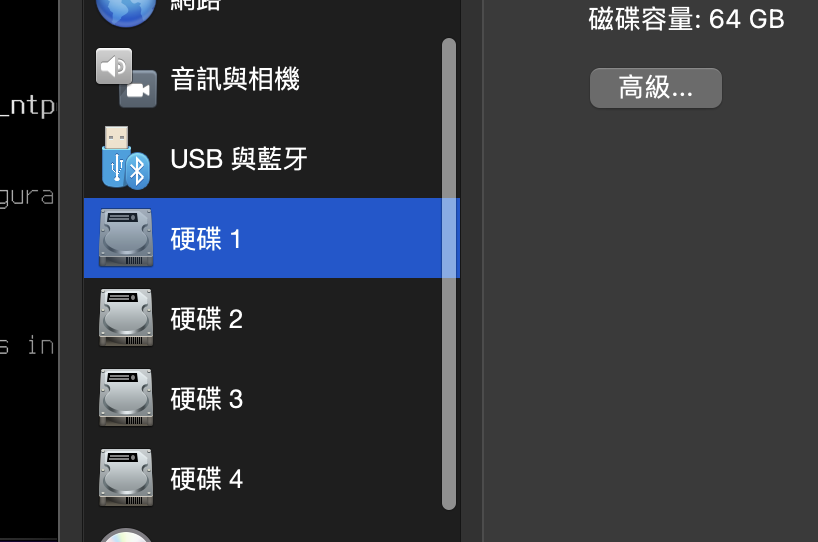 網路
磁碟容量: 64 GB
音訊與相機
高級...
_ntp
USB 與藍牙
gura
硬碟 1
硬碟 2
s in
硬碟 3
硬碟 4